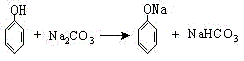 OH ONa
+ Na₂CO₃ → + NaHCO₃